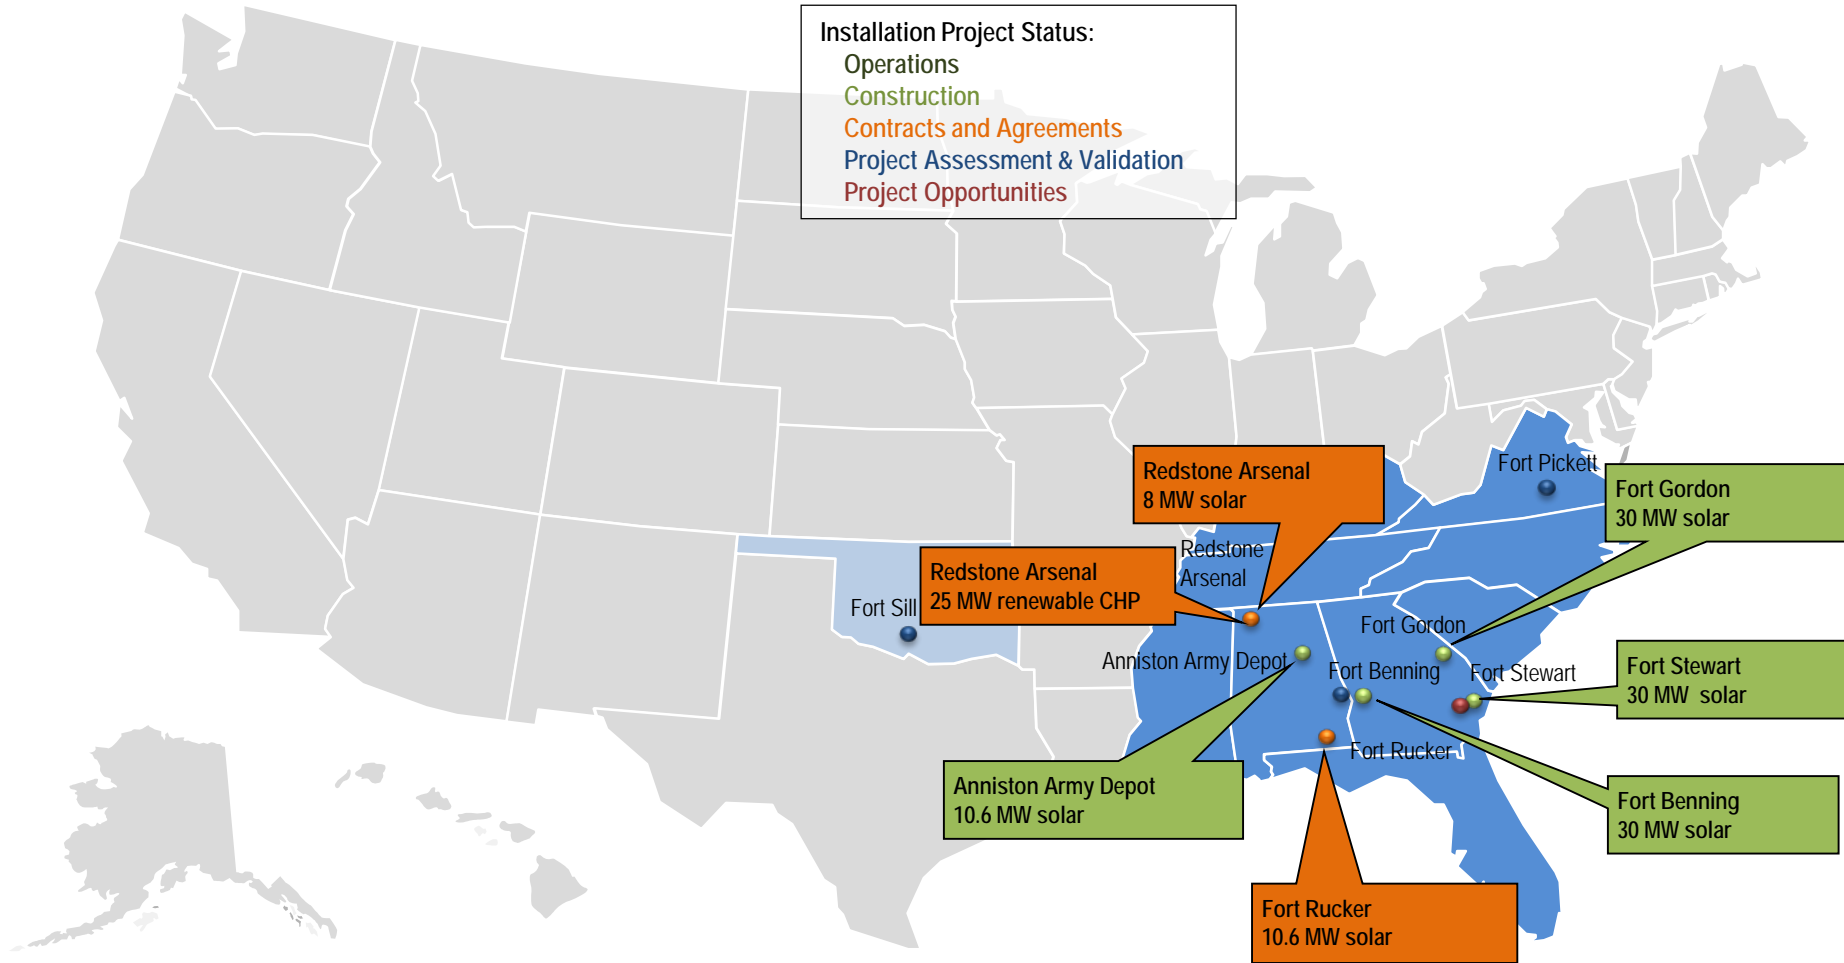 Installation Project Status:
Operations
Construction
Contracts and Agreements
Project Assessment & Validation
Project Opportunities
Redstone Arsenal
8 MW solar
Fort Pickett
Fort Gordon
30 MW solar
Redstone
Arsenal
Redstone Arsenal
25 MW renewable CHP
Fort Sill
Fort Gordon
Anniston Army Depot
Fort Benning
Fort Stewart
Fort Stewart
30 MW solar
Fort Rucker
Anniston Army Depot
10.6 MW solar
Fort Benning
30 MW solar
Fort Rucker
10.6 MW solar